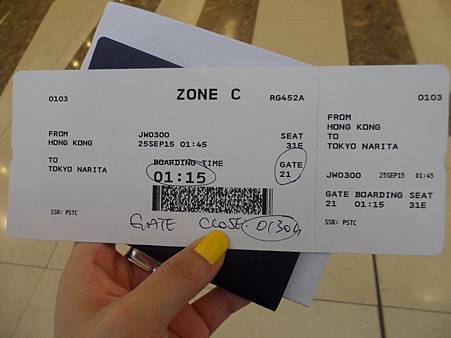 0103 ZONE C RG452A
FROM
HONG KONG JW0300 SEAT
25SEP15 01:45 31E
TO BOARDING TIME GATE
TOKYO NARITA 01:15 21
SSR: PSTC
GATE CLOSE 0130
0103
FROM
HONG KONG
TO
TOKYO NARITA
JW0300 25SEP15 01:45
GATE BOARDING SEAT
21 01:15 31E
SSR: PSTC